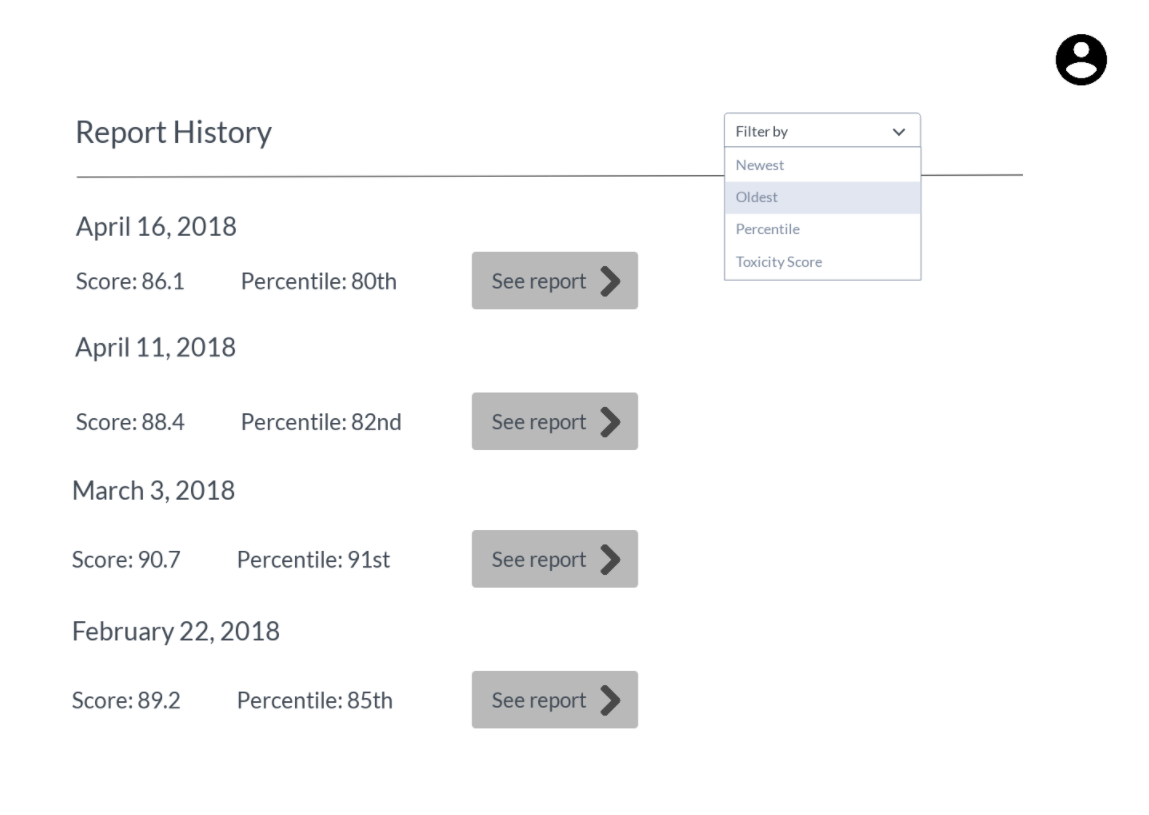 Report History
Filter by
Newest
Oldest
Percentile
Toxicity Score
April 16, 2018
Score: 86.1 Percentile: 80th See report
April 11, 2018
Score: 88.4 Percentile: 82nd See report
March 3, 2018
Score: 90.7 Percentile: 91st See report
February 22, 2018
Score: 89.2 Percentile: 85th See report